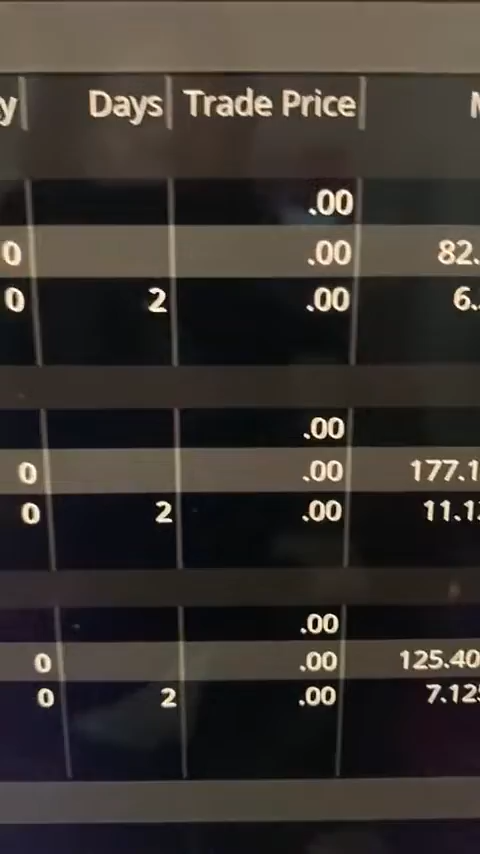 y Days Trade Price
.00
0 .00 82.
0 2 .00 6.
.00
0 .00 177.1
0 2 .00 11.1
.00
0 .00 125.40
0 2 .00 7.12